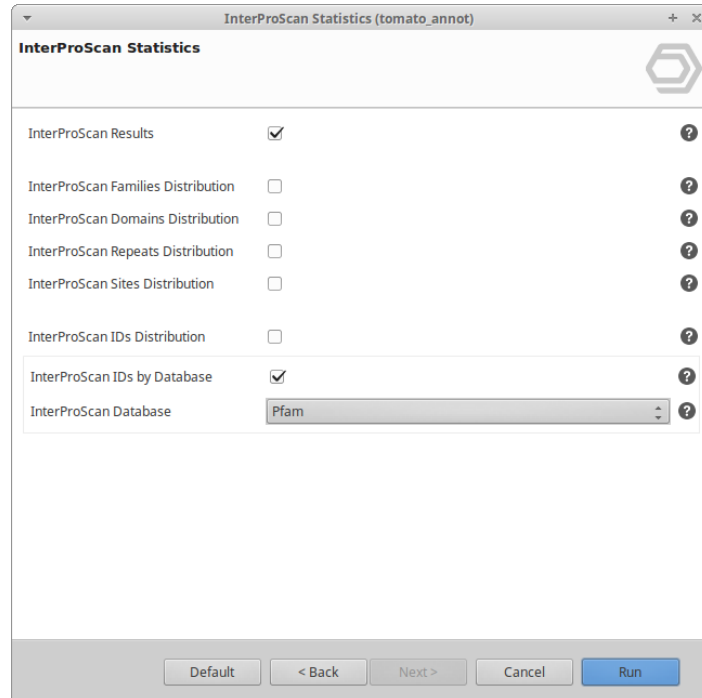 InterProScan Statistics (tomato_annot)
InterProScan Statistics
InterProScan Results
InterProScan Families Distribution
InterProScan Domains Distribution
InterProScan Repeats Distribution
InterProScan Sites Distribution
InterProScan IDs Distribution
InterProScan IDs by Database
InterProScan Database Pfam
Default < Back Next > Cancel Run